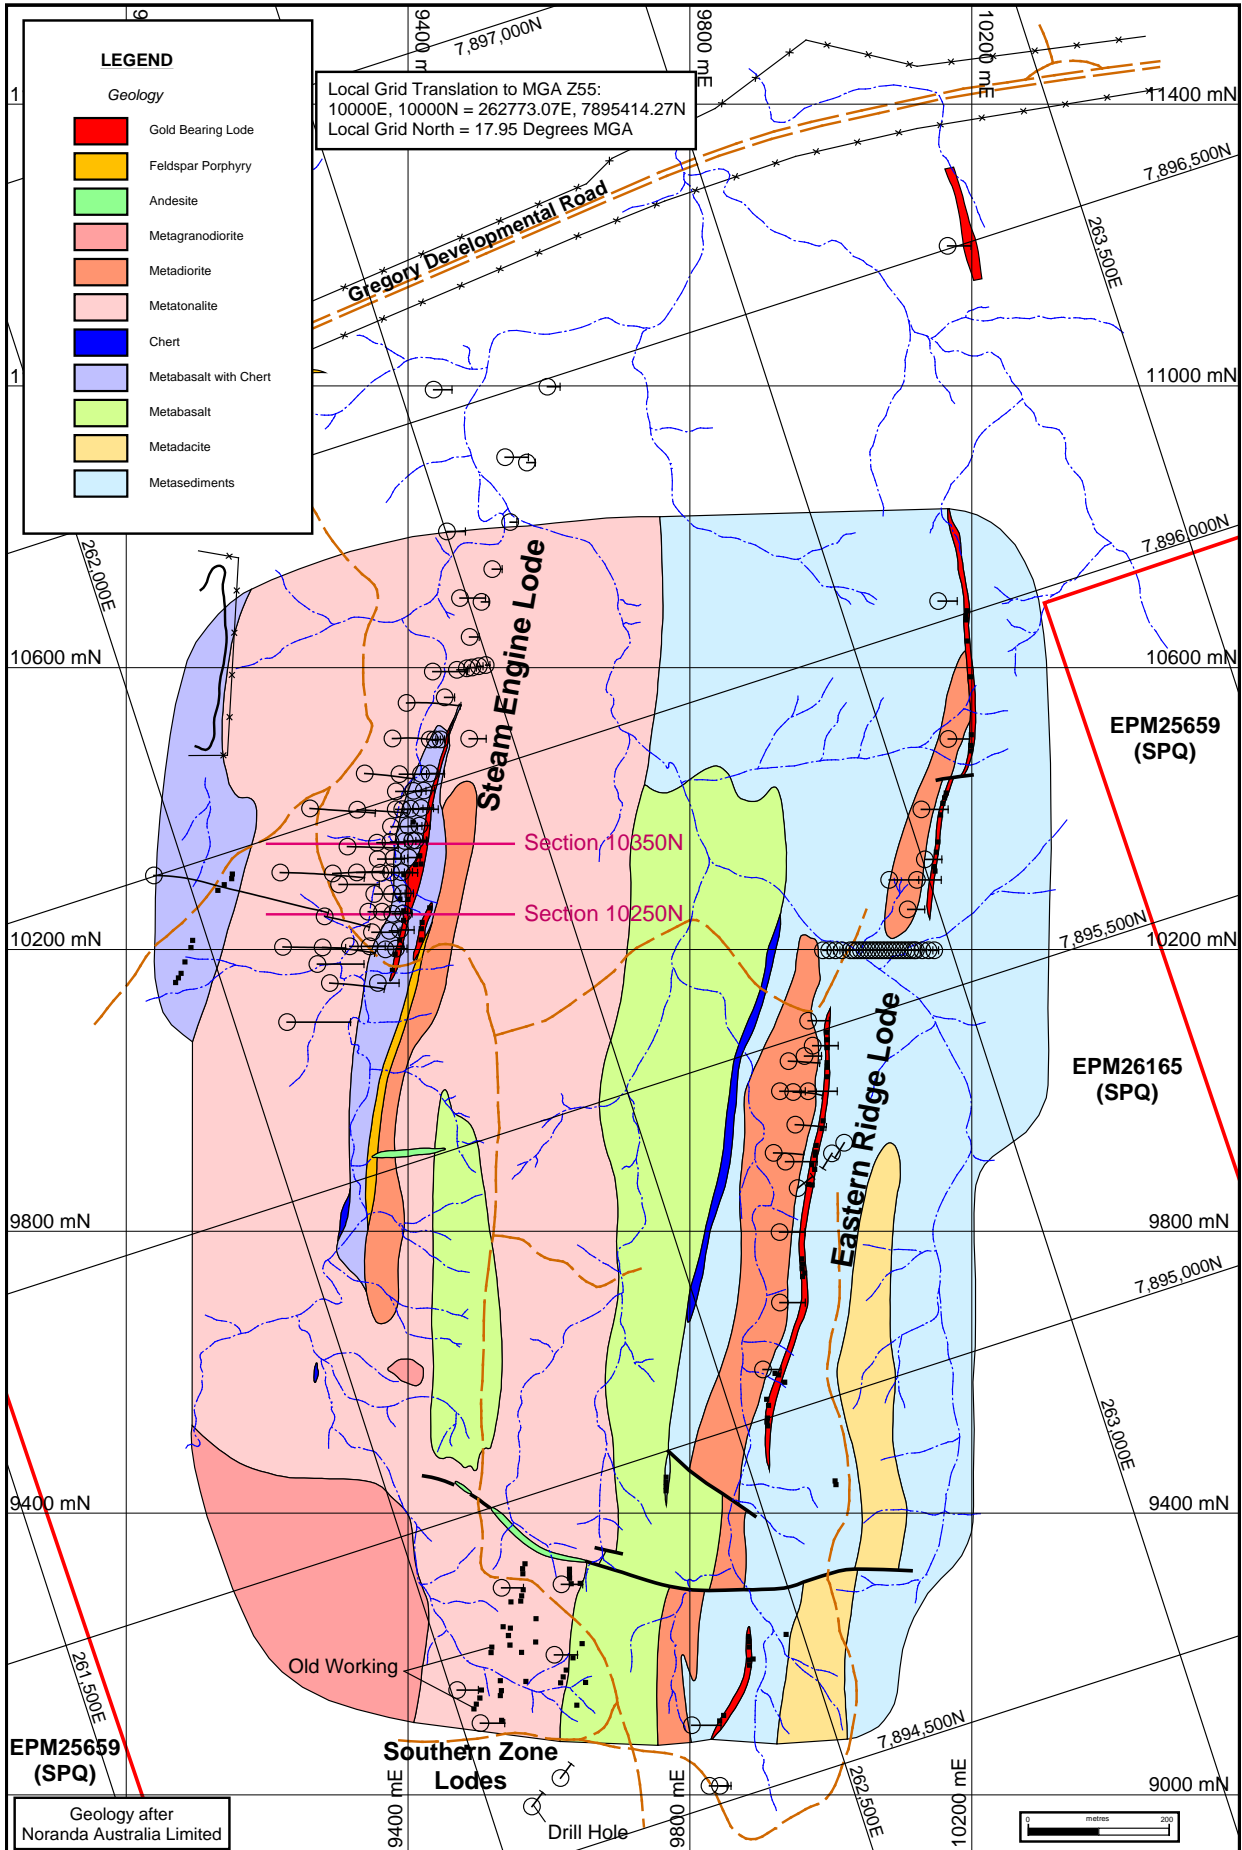 LEGEND
Geology
Gold Bearing Lode
Feldspar Porphyry
Andesite
Metagranodiorite
Metadiorite
Metatonalite
Chert
Metabasalt with Chert
Metabasalt
Metadacite
Metasediments
9400 m
7,897,000N
9800 mE
10200 mE
Local Grid Translation to MGA Z55:
10000E, 10000N = 262773.07E, 7895414.27N
Local Grid North = 17.95 Degrees MGA
11400 mN
7,896,500N
Gregory Developmental Road
263,500E
11000 mN
7,896,000N
262,000E
Steam Engine Lode
10600 mN
10600 mN
EPM25659
(SPQ)
Section 10350N
Section 10250N
7,895,500N
10200 mN
10200 mN
Eastern Ridge Lode
EPM26165
(SPQ)
9800 mN
9800 mN
7,895,000N
263,000E
9400 mN
9400 mN
Old Working
261,500E
7,894,500N
EPM25659
(SPQ)
Southern Zone
Lodes
262,500E
9000 mN
9400 mE
9800 mE
10200 mE
Geology after
Noranda Australia Limited
Drill Hole
0 metres 200